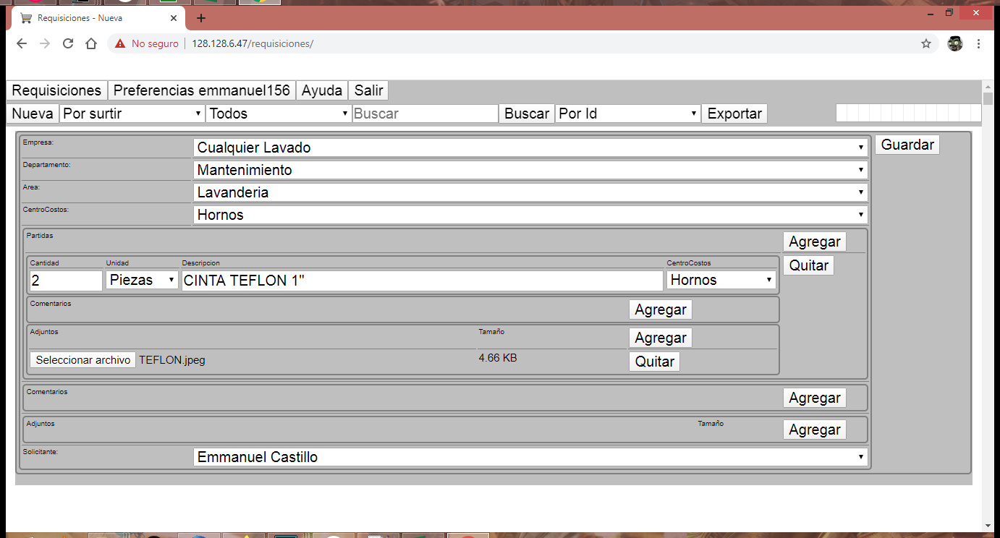 Requisiciones - Nueva
No seguro 128.128.6.47/requisiciones/
Requisiciones Preferencias emmanuel156 Ayuda Salir
Nueva Por surtir Todos Buscar Buscar Por Id Exportar
Empresa: Cualquier Lavado Guardar
Departamento: Mantenimiento
Area: Lavanderia
CentroCostos: Hornos
Partidas Agregar
Cantidad Unidad Descripcion CentroCostos Quitar
2 Piezas CINTA TEFLON 1" Hornos
Comentarios Agregar
Adjuntos Tamaño Agregar
Seleccionar archivo TEFLON.jpeg 4.66 KB Quitar
Comentarios Agregar
Adjuntos Tamaño Agregar
Solicitante: Emmanuel Castillo